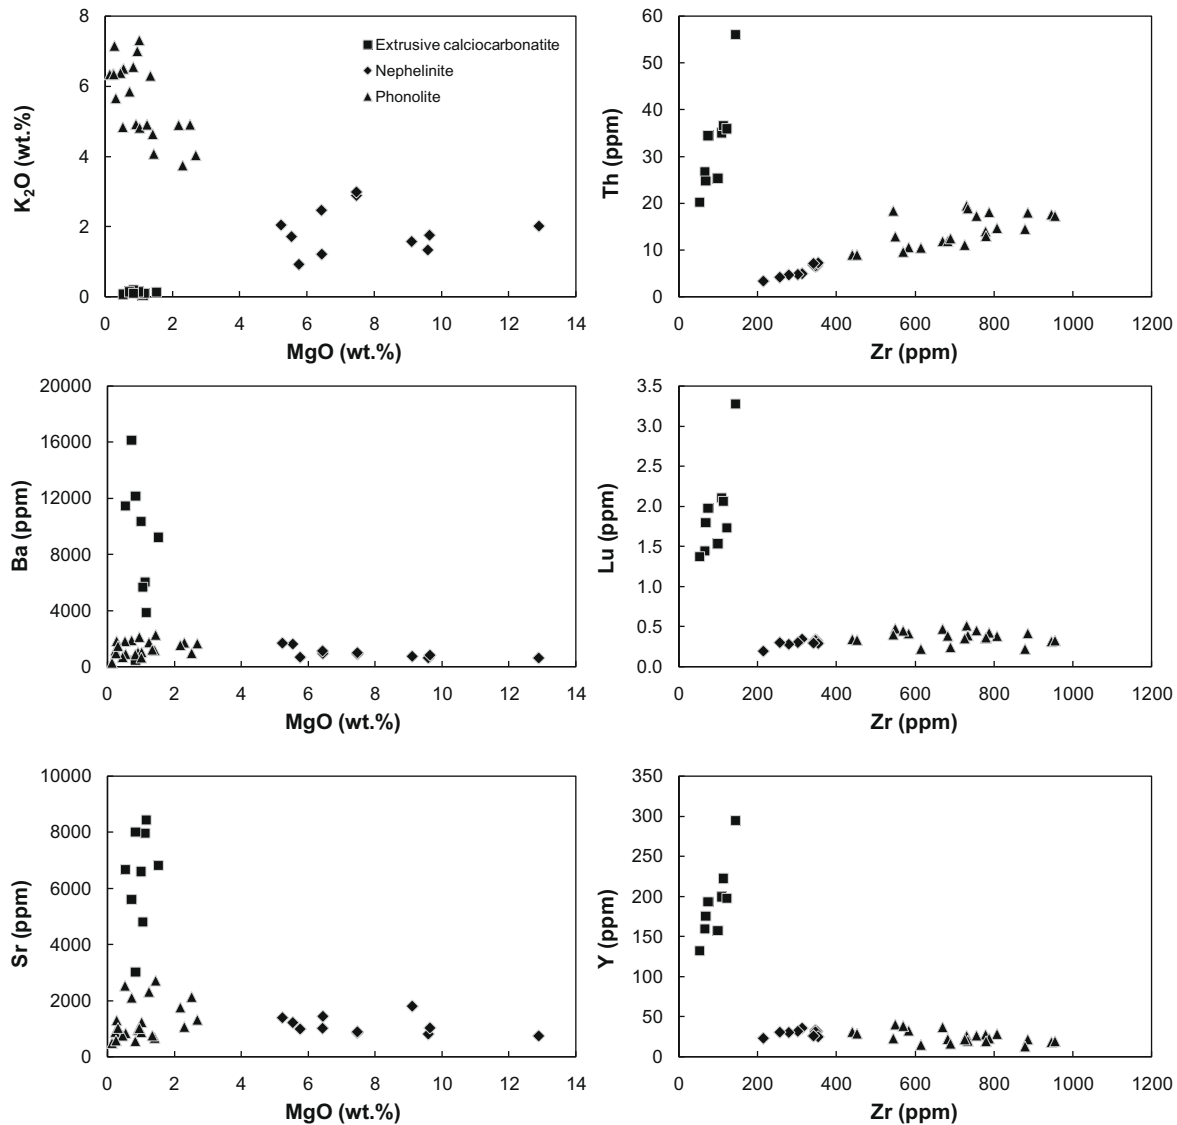 8
6
4
2
0
K₂O (wt.%)
Extrusive calciocarbonatite
Nephelinite
Phonolite
0 2 4 6 8 10 12 14
MgO (wt.%)
60
50
40
30
20
10
0
Th (ppm)
0 200 400 600 800 1000 1200
Zr (ppm)
20000
16000
12000
8000
4000
0
Ba (ppm)
0 2 4 6 8 10 12 14
MgO (wt.%)
3.5
3.0
2.5
2.0
1.5
1.0
0.5
0.0
Lu (ppm)
0 200 400 600 800 1000 1200
Zr (ppm)
10000
8000
6000
4000
2000
0
Sr (ppm)
0 2 4 6 8 10 12 14
MgO (wt.%)
350
300
250
200
150
100
50
0
Y (ppm)
0 200 400 600 800 1000 1200
Zr (ppm)